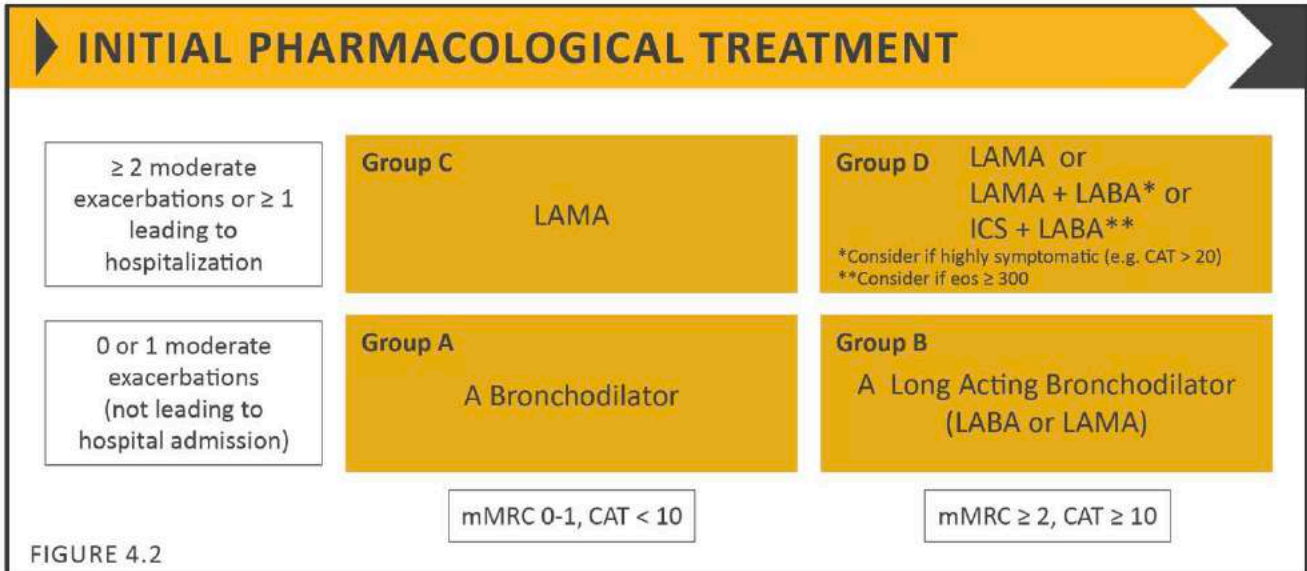 INITIAL PHARMACOLOGICAL TREATMENT
≥ 2 moderate
exacerbations or ≥ 1
leading to
hospitalization
Group C
LAMA
Group D
LAMA or
LAMA + LABA* or
ICS + LABA**
*Consider if highly symptomatic (e.g. CAT > 20)
**Consider if eos ≥ 300
0 or 1 moderate
exacerbations
(not leading to
hospital admission)
Group A
A Bronchodilator
Group B
A Long Acting Bronchodilator
(LABA or LAMA)
mMRC 0-1, CAT < 10
mMRC ≥ 2, CAT ≥ 10
FIGURE 4.2